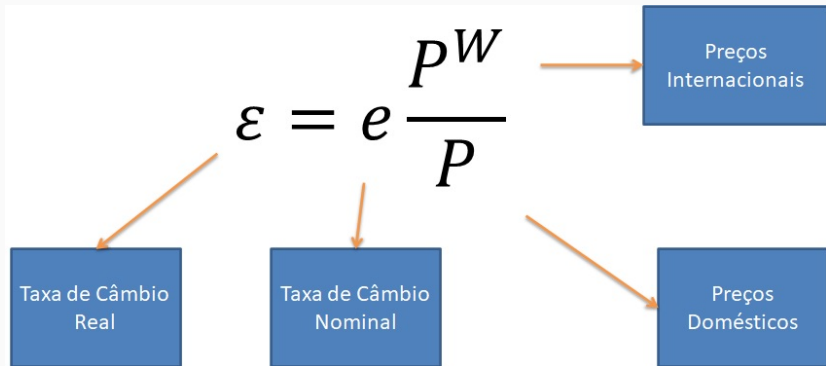 Preços
Internacionais
ε = e P^W / P
Taxa de Câmbio
Real
Taxa de Câmbio
Nominal
Preços
Domésticos